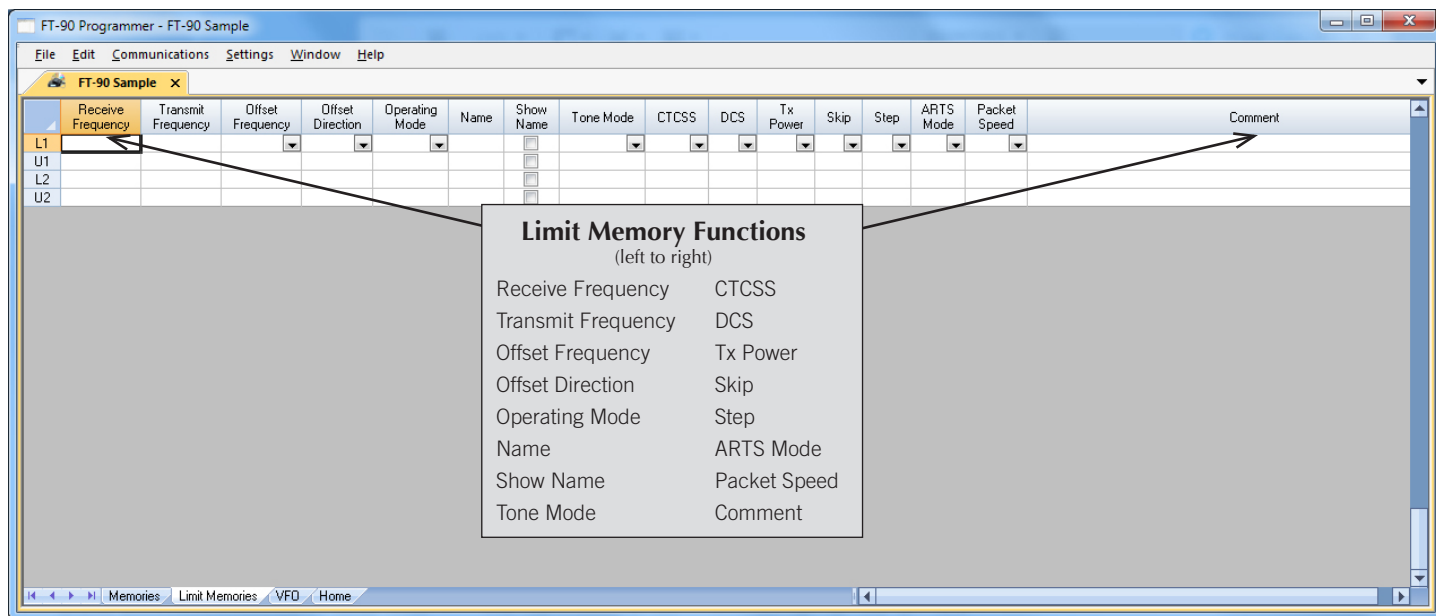 FT-90 Programmer - FT-90 Sample
File Edit Communications Settings Window Help
FT-90 Sample X
Receive Frequency Transmit Frequency Offset Frequency Offset Direction Operating Mode Name Show Name Tone Mode CTCSS DCS Tx Power Skip Step ARTS Mode Packet Speed Comment
L1
U1
L2
U2
Limit Memory Functions
(left to right)
Receive Frequency CTCSS
Transmit Frequency DCS
Offset Frequency Tx Power
Offset Direction Skip
Operating Mode Step
Name ARTS Mode
Show Name Packet Speed
Tone Mode Comment
Memories Limit Memories VFO Home